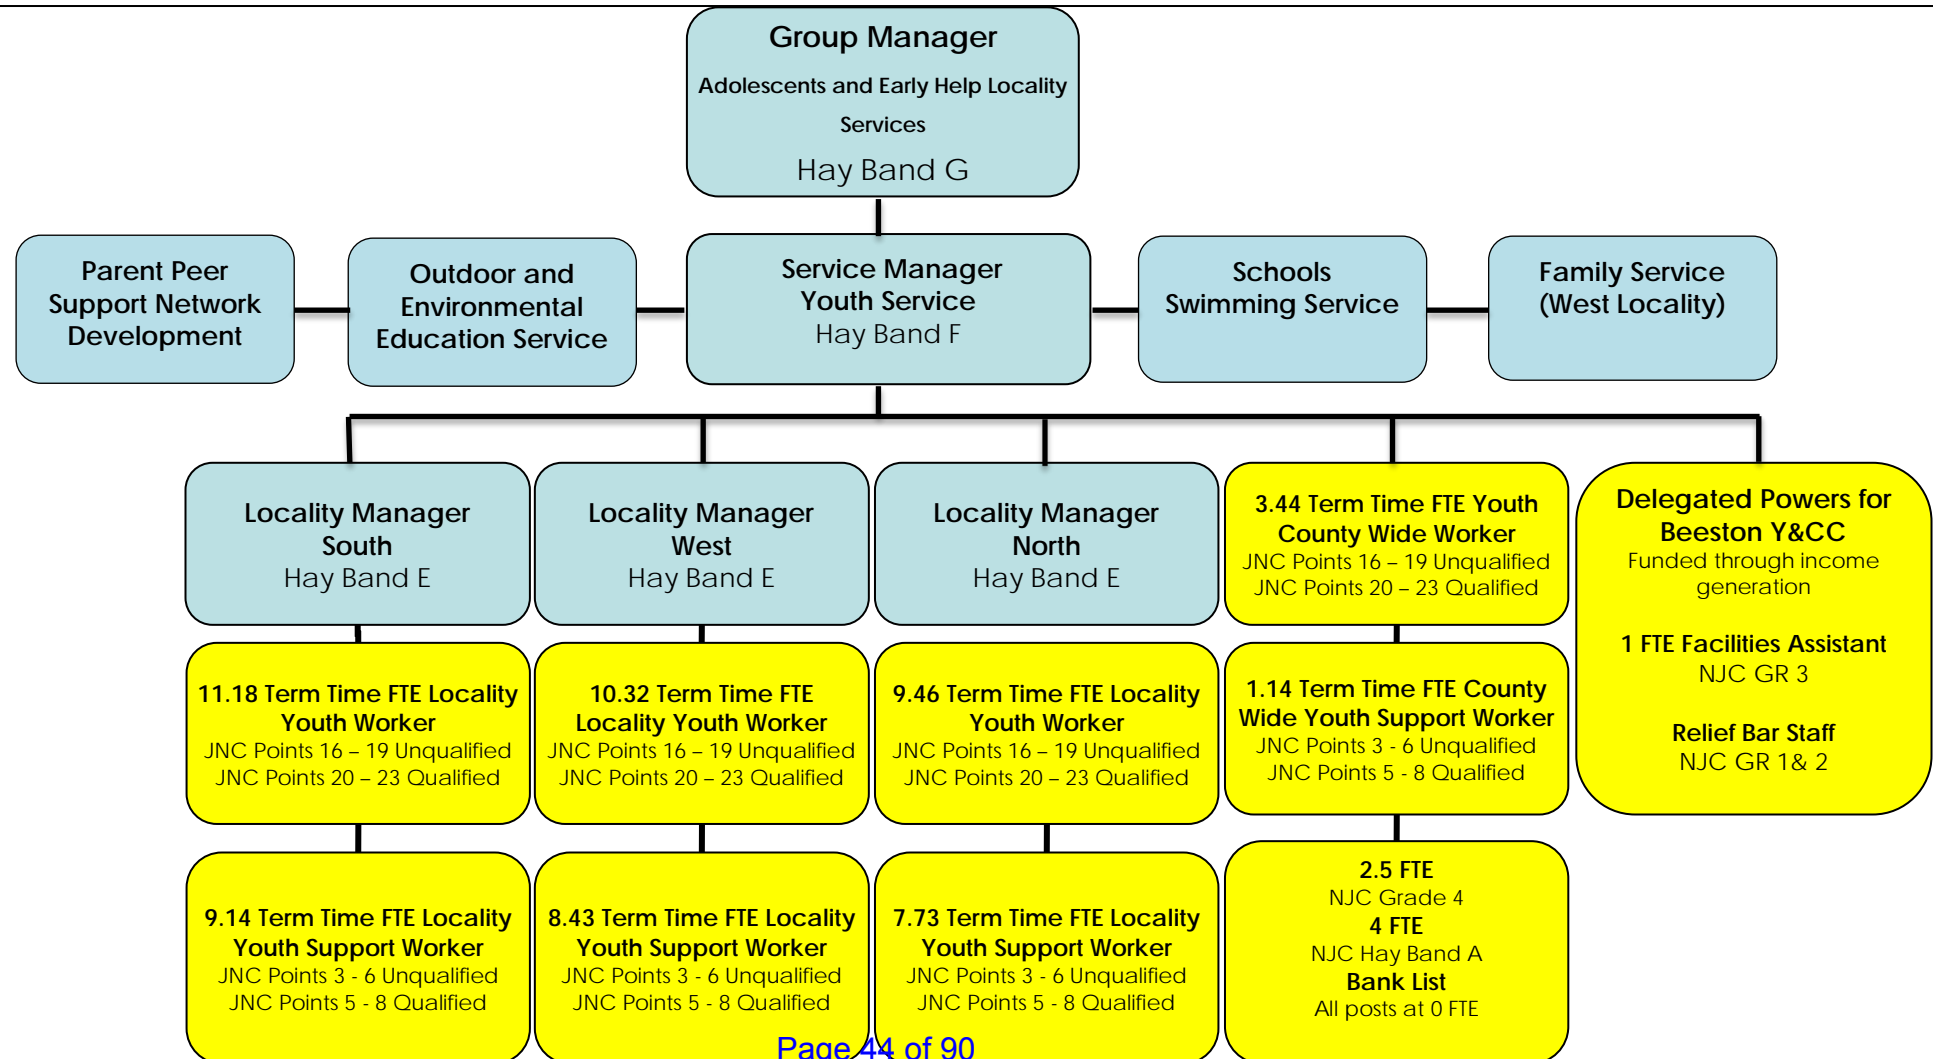 Group Manager
Adolescents and Early Help Locality
Services
Hay Band G
Parent Peer
Support Network
Development
Outdoor and
Environmental
Education Service
Service Manager
Youth Service
Hay Band F
Schools
Swimming Service
Family Service
(West Locality)
Locality Manager
South
Hay Band E
Locality Manager
West
Hay Band E
Locality Manager
North
Hay Band E
3.44 Term Time FTE Youth
County Wide Worker
JNC Points 16 – 19 Unqualified
JNC Points 20 – 23 Qualified
Delegated Powers for
Beeston Y&CC
Funded through income
generation
1 FTE Facilities Assistant
NJC GR 3
Relief Bar Staff
NJC GR 1& 2
11.18 Term Time FTE Locality
Youth Worker
JNC Points 16 – 19 Unqualified
JNC Points 20 – 23 Qualified
10.32 Term Time FTE
Locality Youth Worker
JNC Points 16 – 19 Unqualified
JNC Points 20 – 23 Qualified
9.46 Term Time FTE Locality
Youth Worker
JNC Points 16 – 19 Unqualified
JNC Points 20 – 23 Qualified
1.14 Term Time FTE County
Wide Youth Support Worker
JNC Points 3 - 6 Unqualified
JNC Points 5 - 8 Qualified
9.14 Term Time FTE Locality
Youth Support Worker
JNC Points 3 - 6 Unqualified
JNC Points 5 - 8 Qualified
8.43 Term Time FTE Locality
Youth Support Worker
JNC Points 3 - 6 Unqualified
JNC Points 5 - 8 Qualified
7.73 Term Time FTE Locality
Youth Support Worker
JNC Points 3 - 6 Unqualified
JNC Points 5 - 8 Qualified
2.5 FTE
NJC Grade 4
4 FTE
NJC Hay Band A
Bank List
All posts at 0 FTE
Page 44 of 90